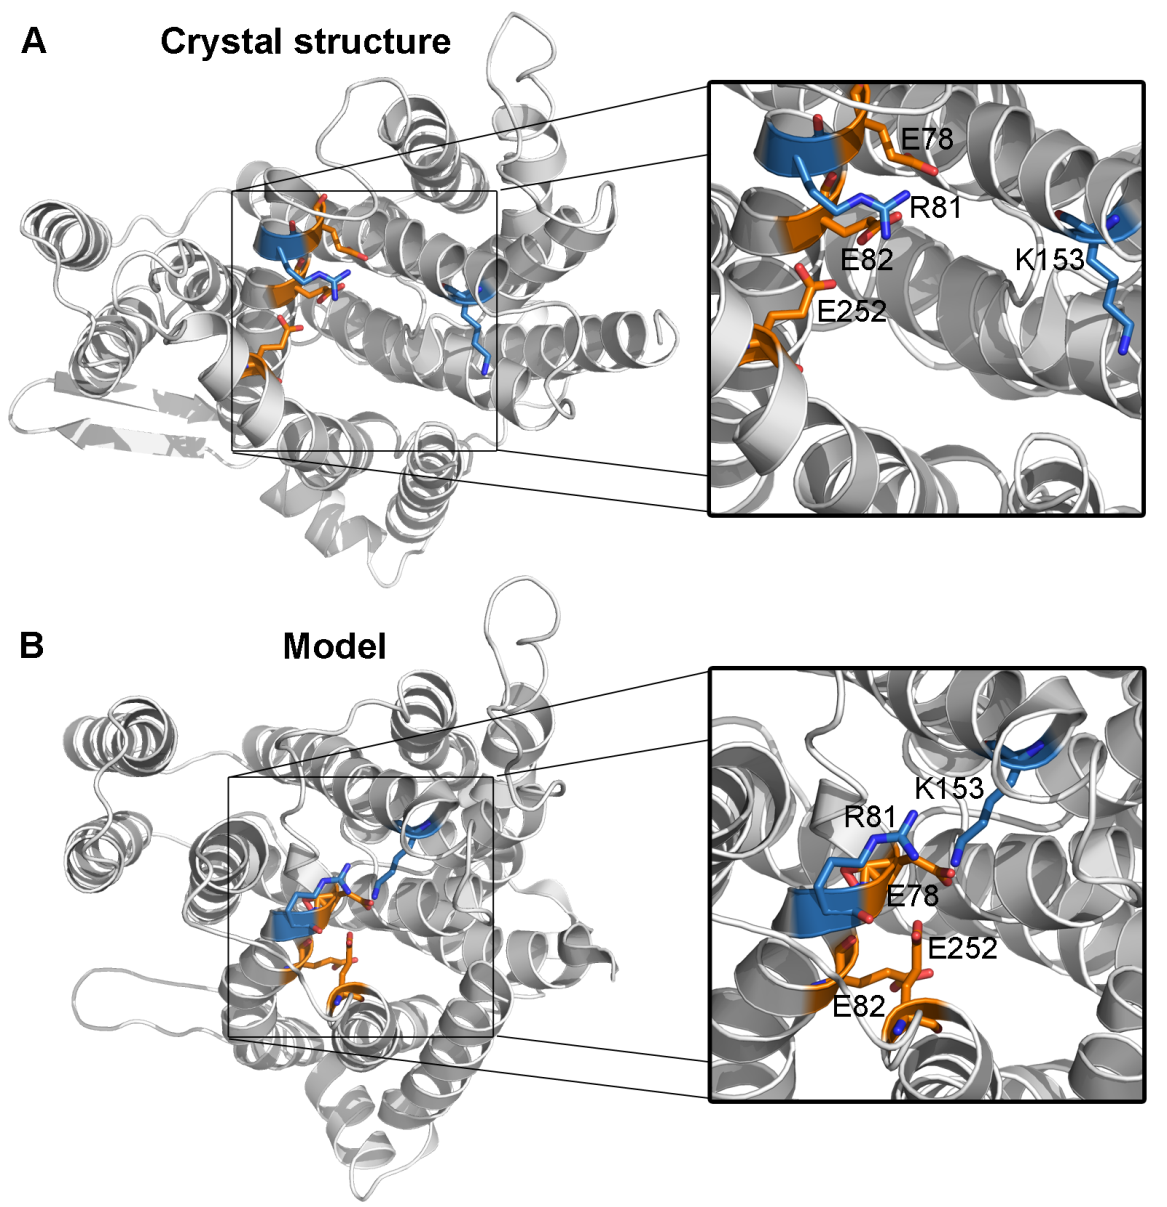 A
Crystal structure
E78
R81
E82
K153
E252
B
Model
K153
R81
E78
E252
E82